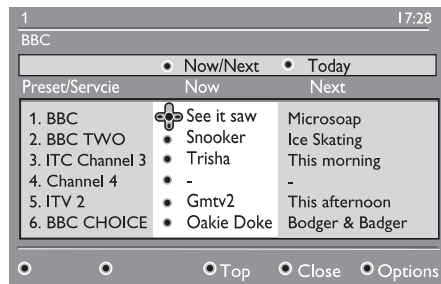 1 17:28
BBC
Now/Next Today
Preset/Servcie Now Next
1. BBC See it saw Microsoap
2. BBC TWO Snooker Ice Skating
3. ITC Channel 3 Trisha This morning
4. Channel 4 - -
5. ITV 2 Gmtv2 This afternoon
6. BBC CHOICE Oakie Doke Bodger & Badger
Top Close Options